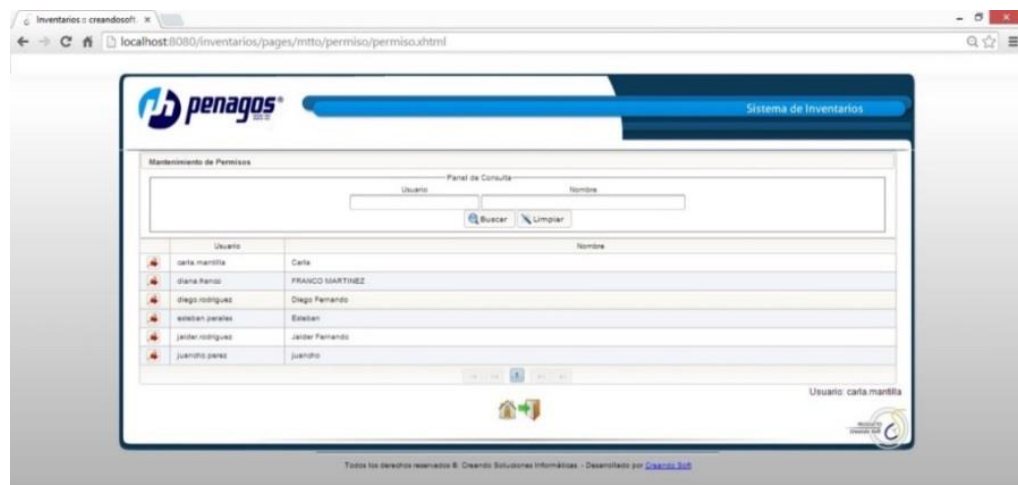 Inventarios :: creandosoft.
localhost:8080/inventarios/pages/mtto/permiso/permiso.xhtml
penagos
Sistema de Inventarios
Mantenimiento de Permisos
Panel de Consulta
Usuario Nombre
Buscar Limpiar
Usuario Nombre
carla.mantilla Carla
diana.franco FRANCO MARTINEZ
diego.rodriguez Diego Fernando
esteban.perales Esteban
jaider.rodriguez Jaider Fernando
juancho.perez juancho
1
Usuario: carla.mantilla
PRODUCTO
Creando Soft
Todos los derechos reservados ®. Creando Soluciones Informáticas - Desarrollado por Creando Soft